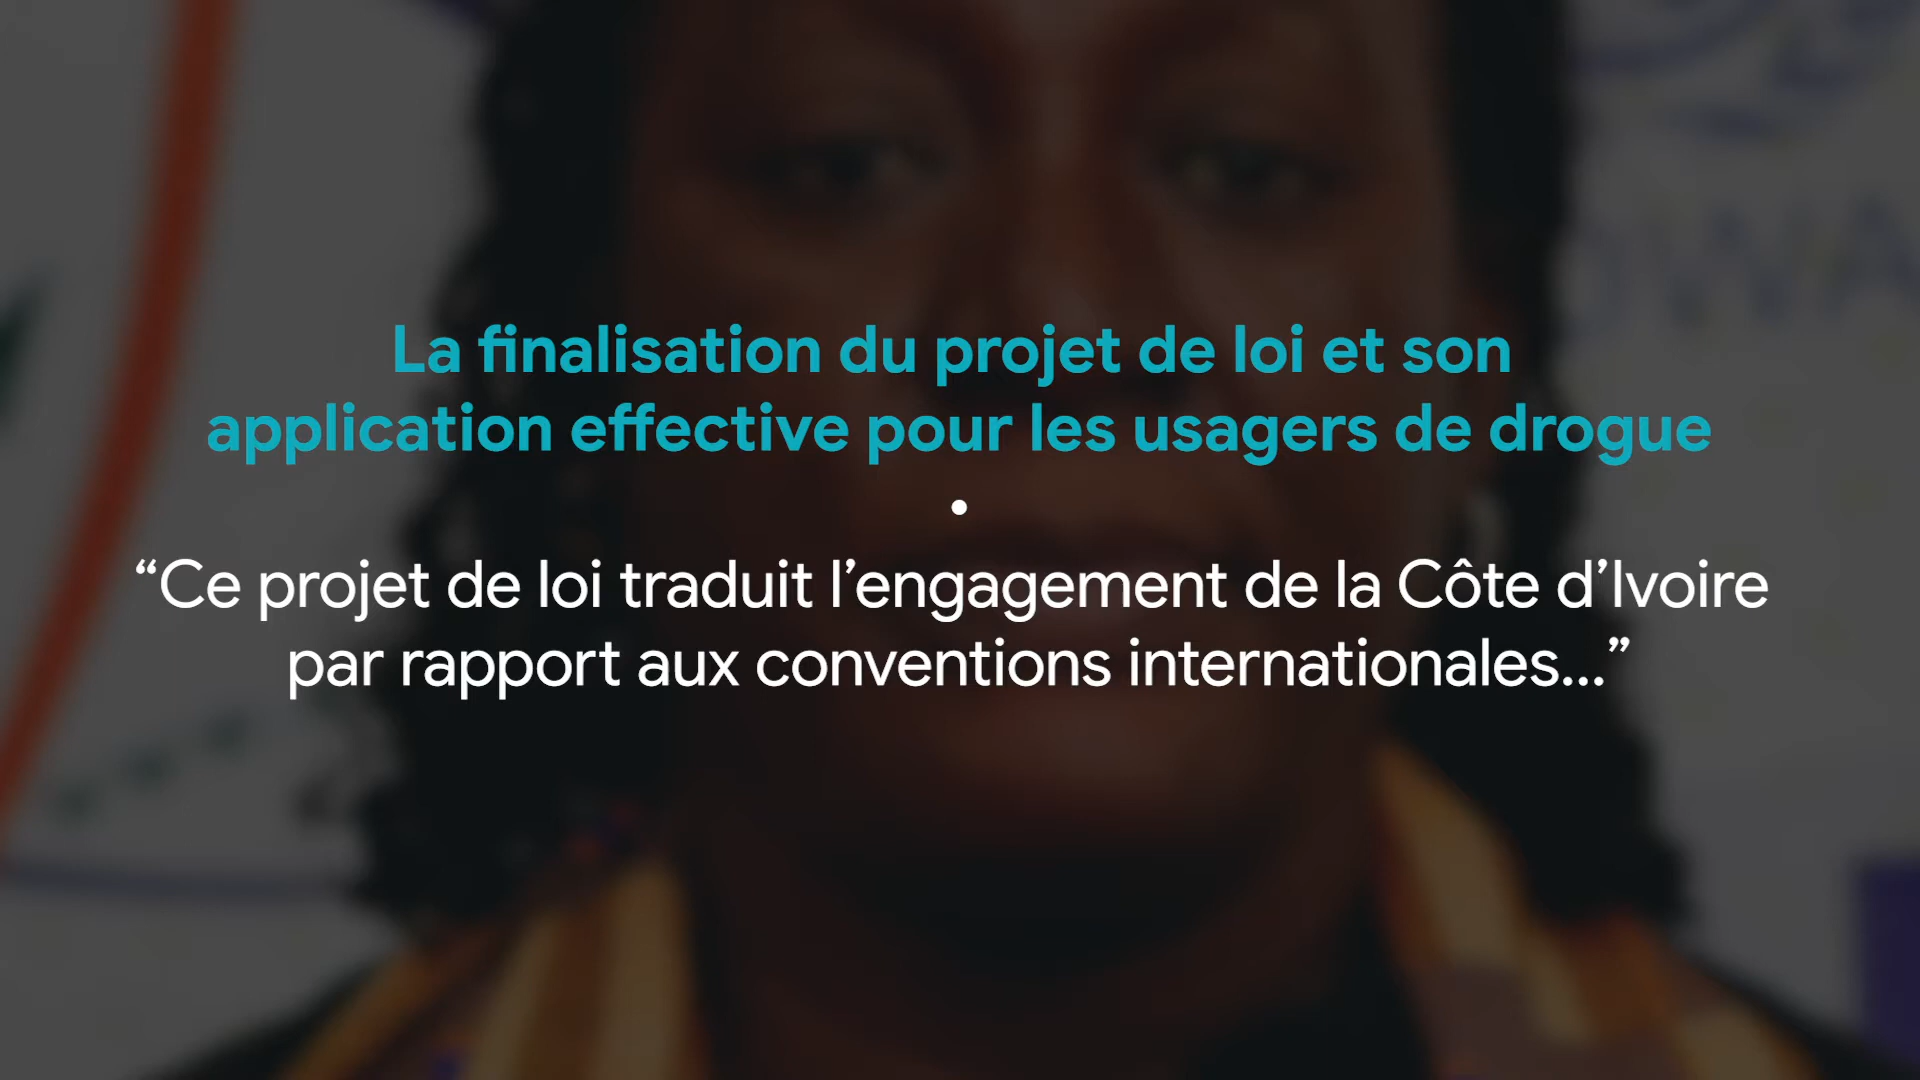 La finalisation du projet de loi et son
application effective pour les usagers de drogue
•
“Ce projet de loi traduit l’engagement de la Côte d’Ivoire
par rapport aux conventions internationales...”